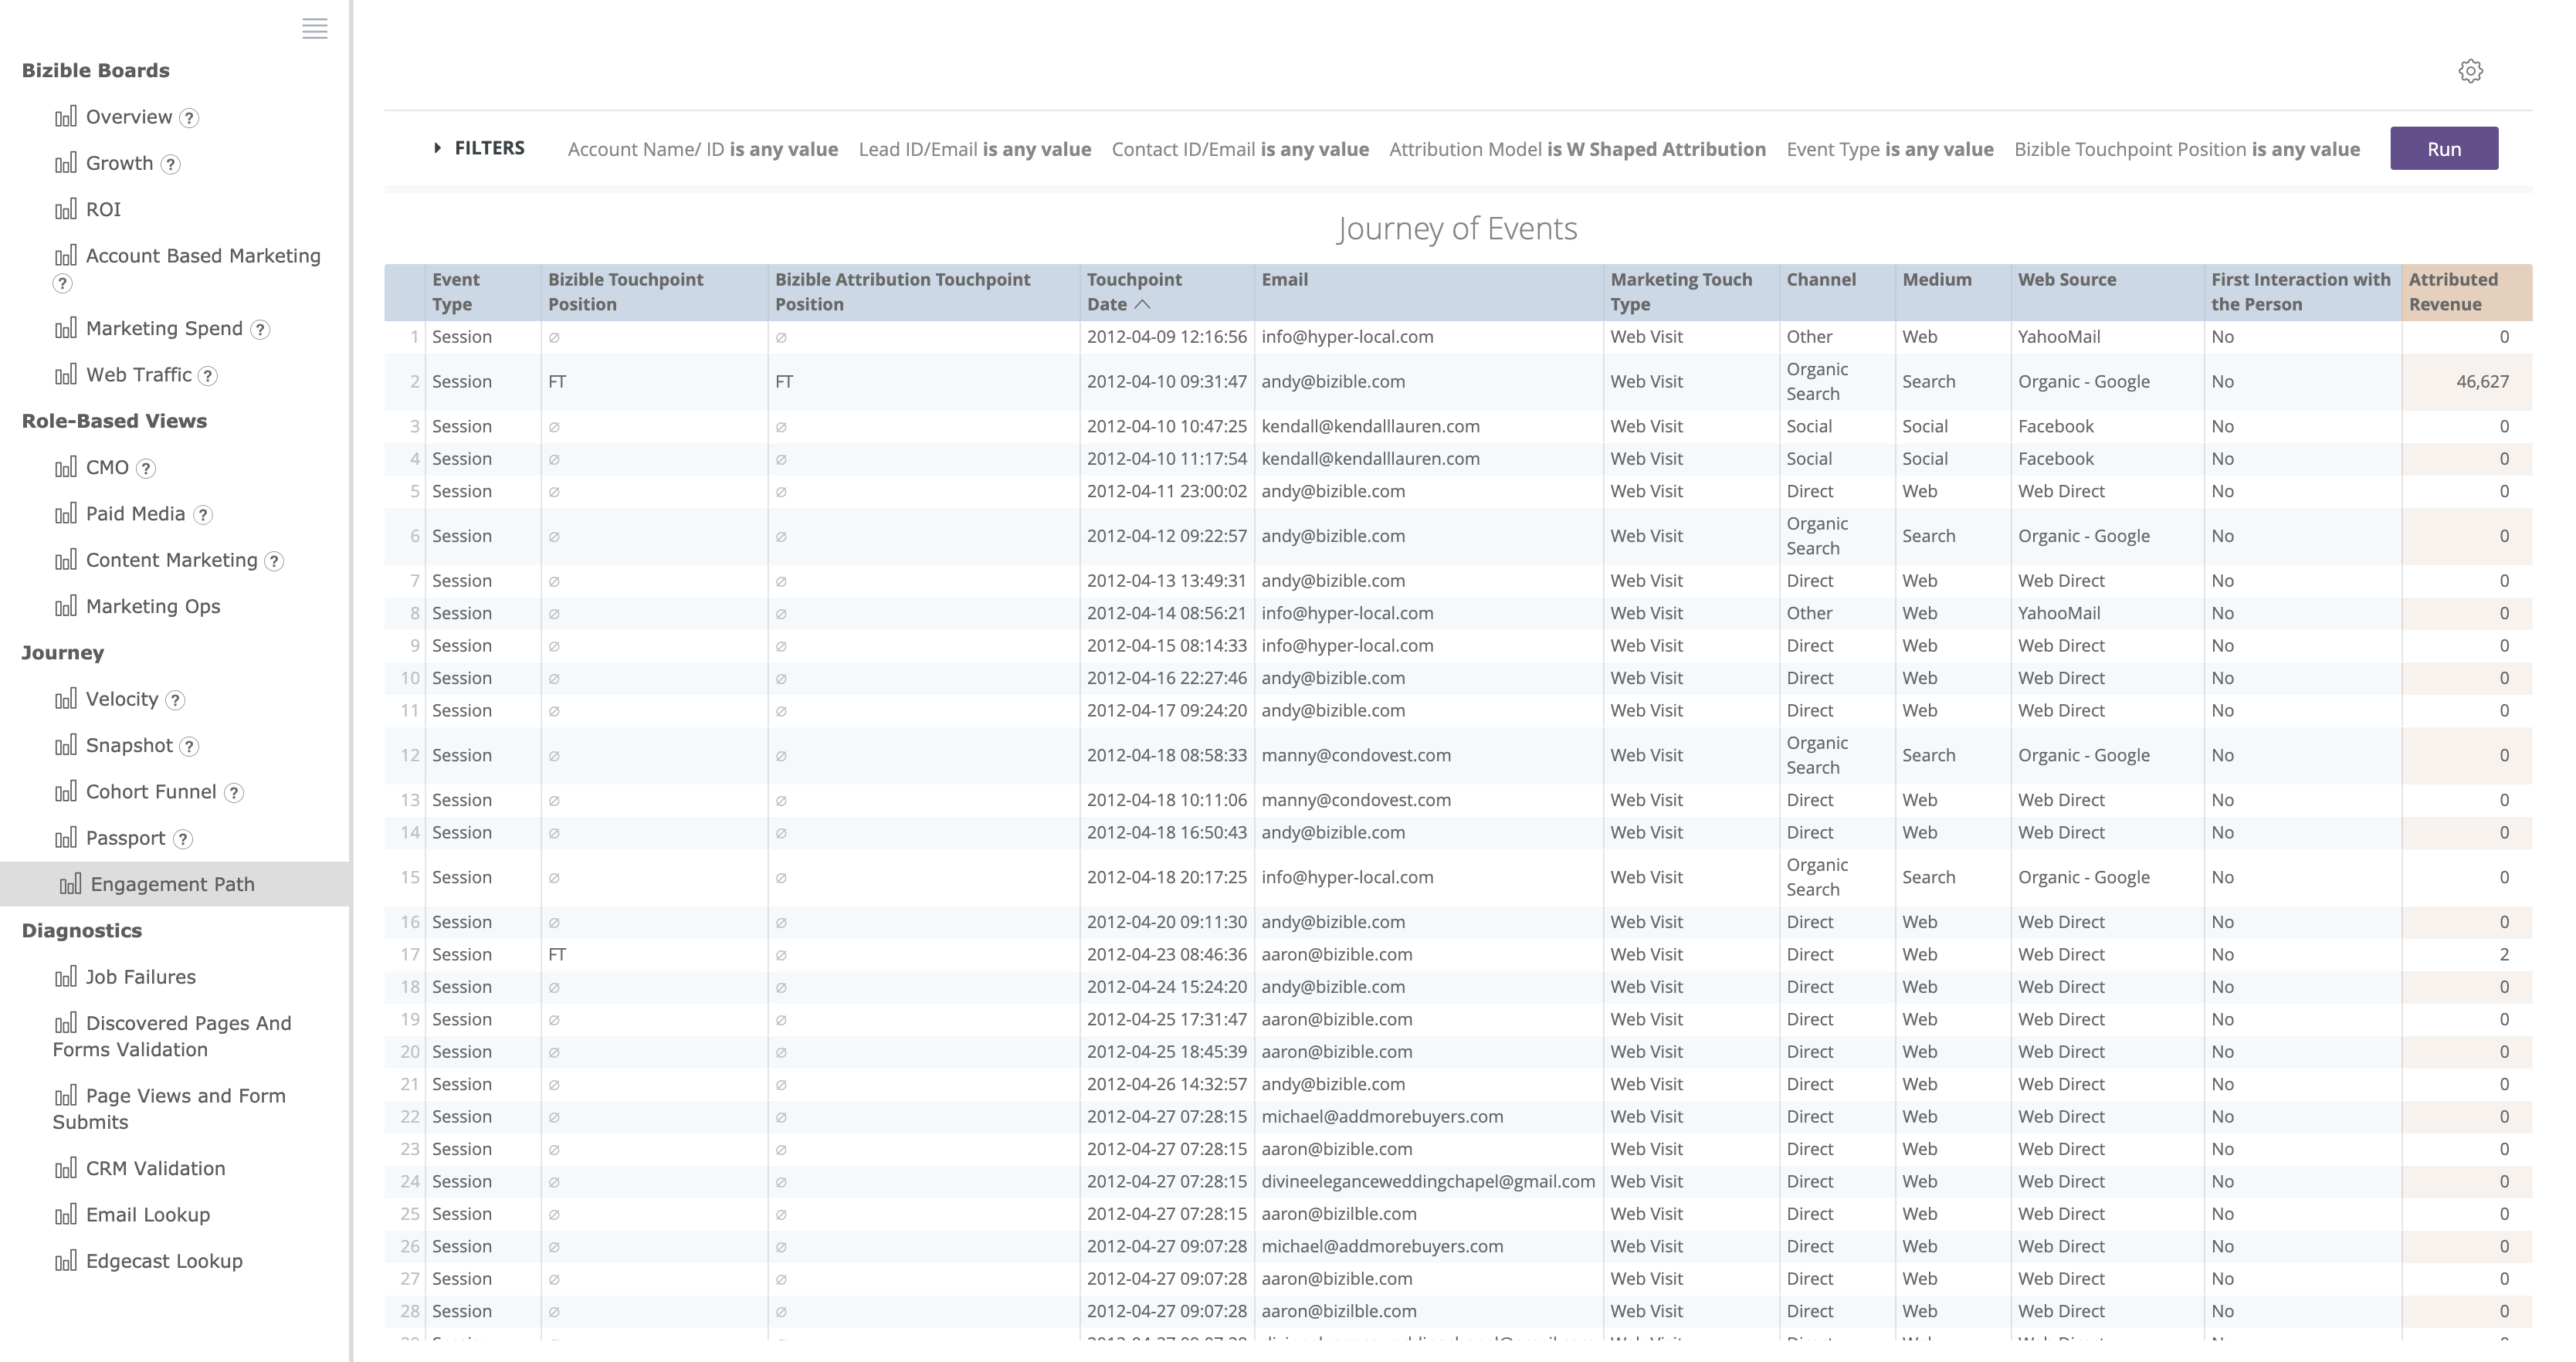 Bizible Boards
Overview ?
Growth ?
ROI
Account Based Marketing
?
Marketing Spend ?
Web Traffic ?
Role-Based Views
CMO ?
Paid Media ?
Content Marketing ?
Marketing Ops
Journey
Velocity ?
Snapshot ?
Cohort Funnel ?
Passport ?
Engagement Path
Diagnostics
Job Failures
Discovered Pages And
Forms Validation
Page Views and Form
Submits
CRM Validation
Email Lookup
Edgecast Lookup
FILTERS Account Name/ ID is any value Lead ID/Email is any value Contact ID/Email is any value Attribution Model is W Shaped Attribution Event Type is any value Bizible Touchpoint Position is any value Run
Journey of Events
Event Type Bizible Touchpoint Position Bizible Attribution Touchpoint Position Touchpoint Date Email Marketing Touch Type Channel Medium Web Source First Interaction with the Person Attributed Revenue
1 Session ∅ ∅ 2012-04-09 12:16:56 info@hyper-local.com Web Visit Other Web YahooMail No 0
2 Session FT FT 2012-04-10 09:31:47 andy@bizible.com Web Visit Organic Search Search Organic - Google No 46,627
3 Session ∅ ∅ 2012-04-10 10:47:25 kendall@kendalllauren.com Web Visit Social Social Facebook No 0
4 Session ∅ ∅ 2012-04-10 11:17:54 kendall@kendalllauren.com Web Visit Social Social Facebook No 0
5 Session ∅ ∅ 2012-04-11 23:00:02 andy@bizible.com Web Visit Direct Web Web Direct No 0
6 Session ∅ ∅ 2012-04-12 09:22:57 andy@bizible.com Web Visit Organic Search Search Organic - Google No 0
7 Session ∅ ∅ 2012-04-13 13:49:31 andy@bizible.com Web Visit Direct Web Web Direct No 0
8 Session ∅ ∅ 2012-04-14 08:56:21 info@hyper-local.com Web Visit Other Web YahooMail No 0
9 Session ∅ ∅ 2012-04-15 08:14:33 info@hyper-local.com Web Visit Direct Web Web Direct No 0
10 Session ∅ ∅ 2012-04-16 22:27:46 andy@bizible.com Web Visit Direct Web Web Direct No 0
11 Session ∅ ∅ 2012-04-17 09:24:20 andy@bizible.com Web Visit Direct Web Web Direct No 0
12 Session ∅ ∅ 2012-04-18 08:58:33 manny@condovest.com Web Visit Organic Search Search Organic - Google No 0
13 Session ∅ ∅ 2012-04-18 10:11:06 manny@condovest.com Web Visit Direct Web Web Direct No 0
14 Session ∅ ∅ 2012-04-18 16:50:43 andy@bizible.com Web Visit Direct Web Web Direct No 0
15 Session ∅ ∅ 2012-04-18 20:17:25 info@hyper-local.com Web Visit Organic Search Search Organic - Google No 0
16 Session ∅ ∅ 2012-04-20 09:11:30 andy@bizible.com Web Visit Direct Web Web Direct No 0
17 Session FT ∅ 2012-04-23 08:46:36 aaron@bizible.com Web Visit Direct Web Web Direct No 2
18 Session ∅ ∅ 2012-04-24 15:24:20 andy@bizible.com Web Visit Direct Web Web Direct No 0
19 Session ∅ ∅ 2012-04-25 17:31:47 aaron@bizible.com Web Visit Direct Web Web Direct No 0
20 Session ∅ ∅ 2012-04-25 18:45:39 aaron@bizible.com Web Visit Direct Web Web Direct No 0
21 Session ∅ ∅ 2012-04-26 14:32:57 andy@bizible.com Web Visit Direct Web Web Direct No 0
22 Session ∅ ∅ 2012-04-27 07:28:15 michael@addmorebuyers.com Web Visit Direct Web Web Direct No 0
23 Session ∅ ∅ 2012-04-27 07:28:15 aaron@bizible.com Web Visit Direct Web Web Direct No 0
24 Session ∅ ∅ 2012-04-27 07:28:15 divineeleganceweddingchapel@gmail.com Web Visit Direct Web Web Direct No 0
25 Session ∅ ∅ 2012-04-27 07:28:15 aaron@bizilble.com Web Visit Direct Web Web Direct No 0
26 Session ∅ ∅ 2012-04-27 09:07:28 michael@addmorebuyers.com Web Visit Direct Web Web Direct No 0
27 Session ∅ ∅ 2012-04-27 09:07:28 aaron@bizible.com Web Visit Direct Web Web Direct No 0
28 Session ∅ ∅ 2012-04-27 09:07:28 aaron@bizilble.com Web Visit Direct Web Web Direct No 0